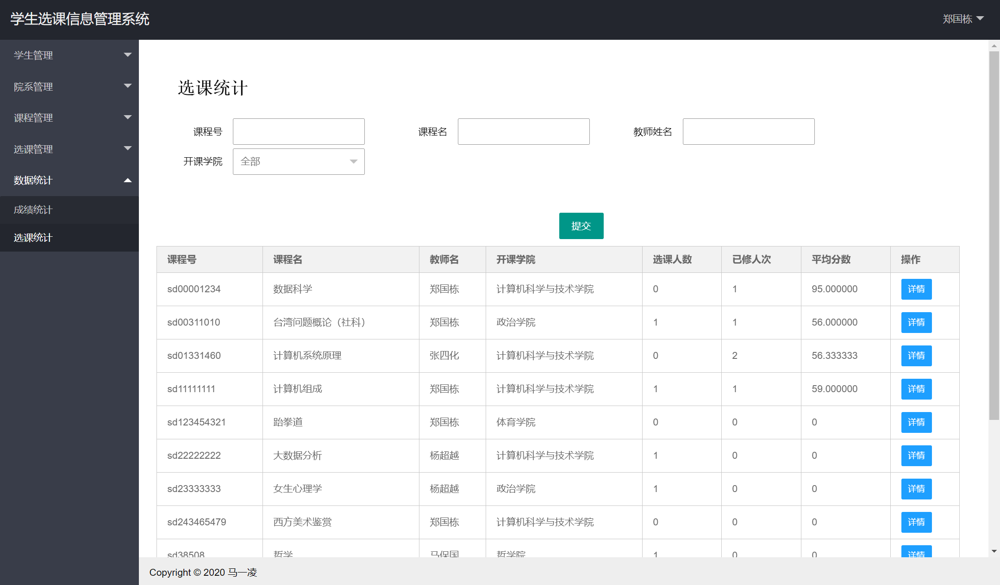 学生选课信息管理系统
郑国栋
学生管理
院系管理
课程管理
选课管理
数据统计
成绩统计
选课统计
选课统计
课程号 课程名 教师姓名
开课学院 全部
提交
课程号 课程名 教师名 开课学院 选课人数 已修人次 平均分数 操作
sd00001234 数据科学 郑国栋 计算机科学与技术学院 0 1 95.000000 详情
sd00311010 台湾问题概论（社科） 郑国栋 政治学院 1 1 56.000000 详情
sd01331460 计算机系统原理 张四化 计算机科学与技术学院 0 2 56.333333 详情
sd11111111 计算机组成 郑国栋 计算机科学与技术学院 1 1 59.000000 详情
sd123454321 跆拳道 郑国栋 体育学院 0 0 0 详情
sd22222222 大数据分析 杨超越 计算机科学与技术学院 1 0 0 详情
sd23333333 女生心理学 杨超越 政治学院 1 0 0 详情
sd243465479 西方美术鉴赏 郑国栋 计算机科学与技术学院 0 0 0 详情
sd38508 哲学 马保国 哲学院 1 0 0 详情
Copyright © 2020 马一凌